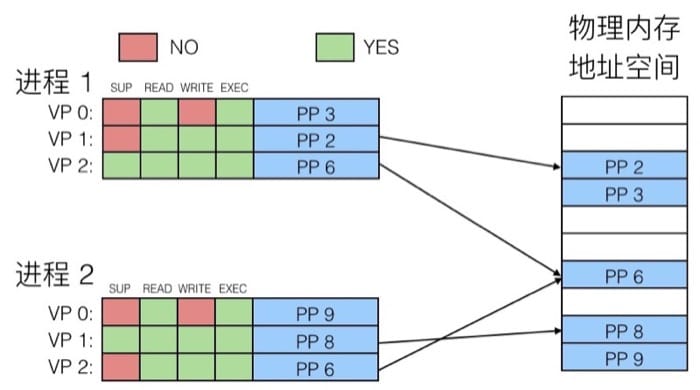 NO
YES
物理内存
地址空间
进程 1
SUP READ WRITE EXEC
VP 0: PP 3
VP 1: PP 2
VP 2: PP 6
PP 2
PP 3
PP 6
PP 8
PP 9
进程 2
SUP READ WRITE EXEC
VP 0: PP 9
VP 1: PP 8
VP 2: PP 6